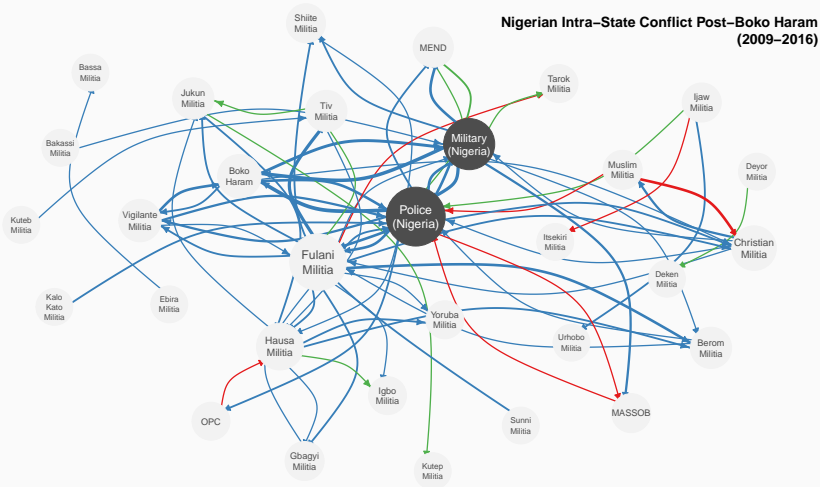 Nigerian Intra−State Conflict Post−Boko Haram
(2009−2016)
Shiite
Militia
MEND
Bassa
Militia
Tarok
Militia
Jukun
Militia
Tiv
Militia
Ijaw
Militia
Bakassi
Militia
Military
(Nigeria)
Boko
Haram
Muslim
Militia
Deyor
Militia
Kuteb
Militia
Vigilante
Militia
Police
(Nigeria)
Itsekiri
Militia
Christian
Militia
Fulani
Militia
Deken
Militia
Kalo
Kato
Militia
Ebira
Militia
Yoruba
Militia
Hausa
Militia
Urhobo
Militia
Berom
Militia
Igbo
Militia
OPC
Sunni
Militia
MASSOB
Gbagyi
Militia
Kutep
Militia